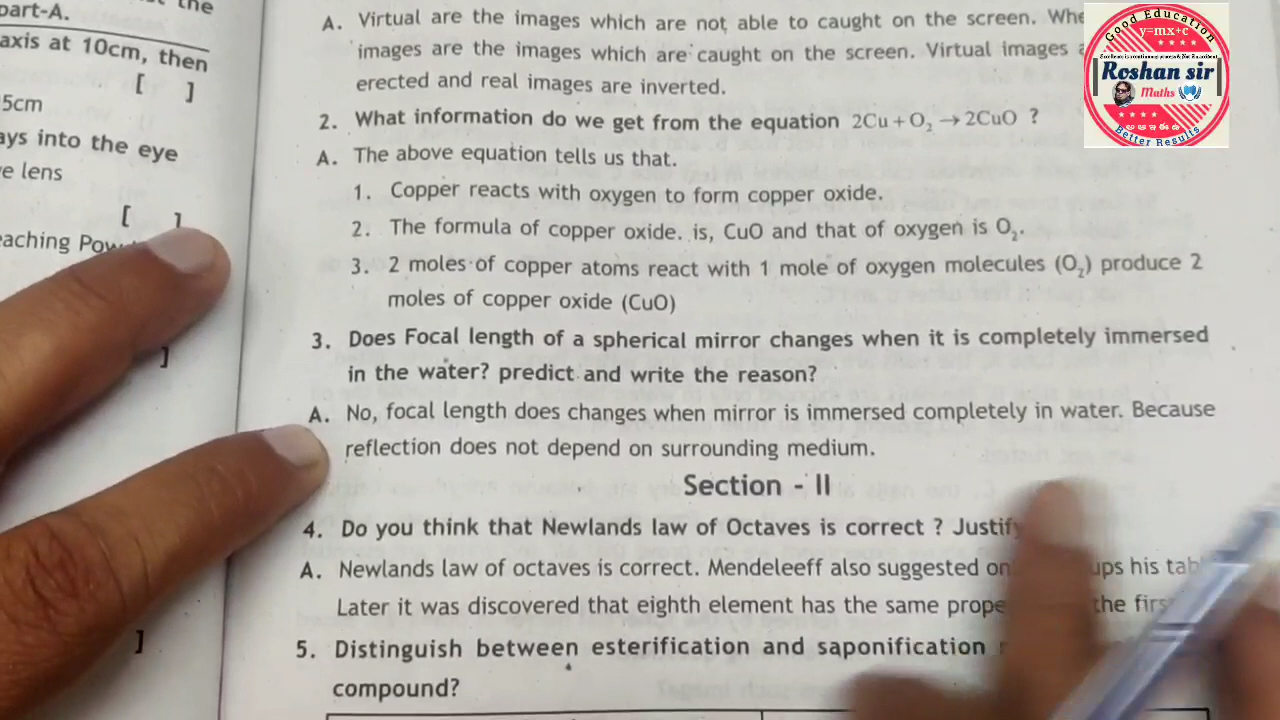 the
part-A.
axis at 10cm, then
[ ]
5cm
ays into the eye
e lens
[ ]
eaching
]
]
A. Virtual are the images which are not able to caught on the screen.
images are the images which are caught on the screen. Virtual images
erected and real images are inverted.
2. What information do we get from the equation 2Cu + O₂ → 2CuO ?
A. The above equation tells us that.
1. Copper reacts with oxygen to form copper oxide.
2. The formula of copper oxide. is, CuO and that of oxygen is O₂.
3. 2 moles of copper atoms react with 1 mole of oxygen molecules (O₂) produce 2
moles of copper oxide (CuO)
3. Does Focal length of a spherical mirror changes when it is completely immersed
in the water? predict and write the reason?
A. No, focal length does changes when mirror is immersed completely in water. Because
reflection does not depend on surrounding medium.
Section - II
4. Do you think that Newlands law of Octaves is correct ? Justify
A. Newlands law of octaves is correct. Mendeleeff also suggested
Later it was discovered that eighth element has the same
5. Distinguish between esterification and saponification
compound?
Good Education
y=mx+c
Roshan sir
Maths
Better Results